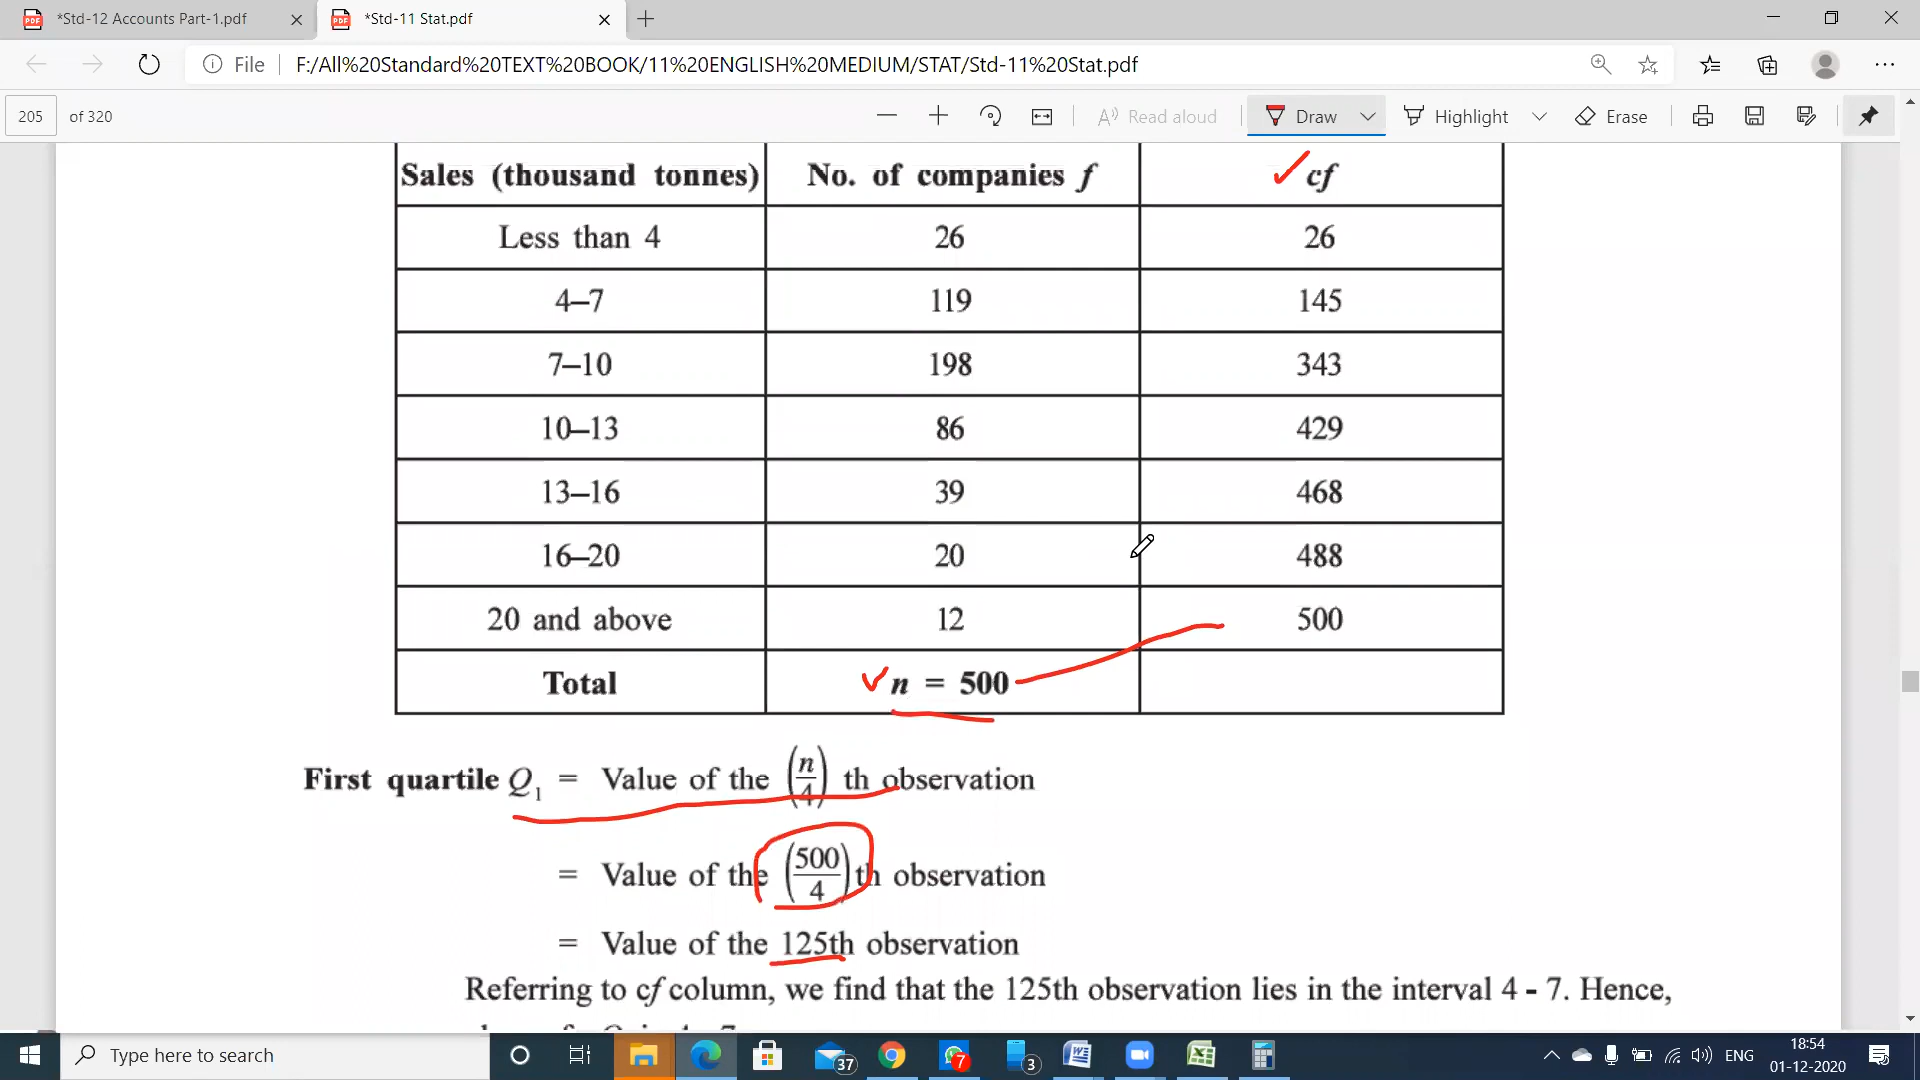 *Std-12 Accounts Part-1.pdf
*Std-11 Stat.pdf
File
F:/All%20Standard%20TEXT%20BOOK/11%20ENGLISH%20MEDIUM/STAT/Std-11%20Stat.pdf
205 of 320
Read aloud
Draw
Highlight
Erase
Sales (thousand tonnes) No. of companies f cf
Less than 4 26 26
4–7 119 145
7–10 198 343
10–13 86 429
13–16 39 468
16–20 20 488
20 and above 12 500
Total n = 500
First quartile Q1 = Value of the (n/4) th observation
= Value of the (500/4) th observation
= Value of the 125th observation
Referring to cf column, we find that the 125th observation lies in the interval 4 - 7. Hence,
Type here to search
37
7
3
ENG
18:54
01-12-2020